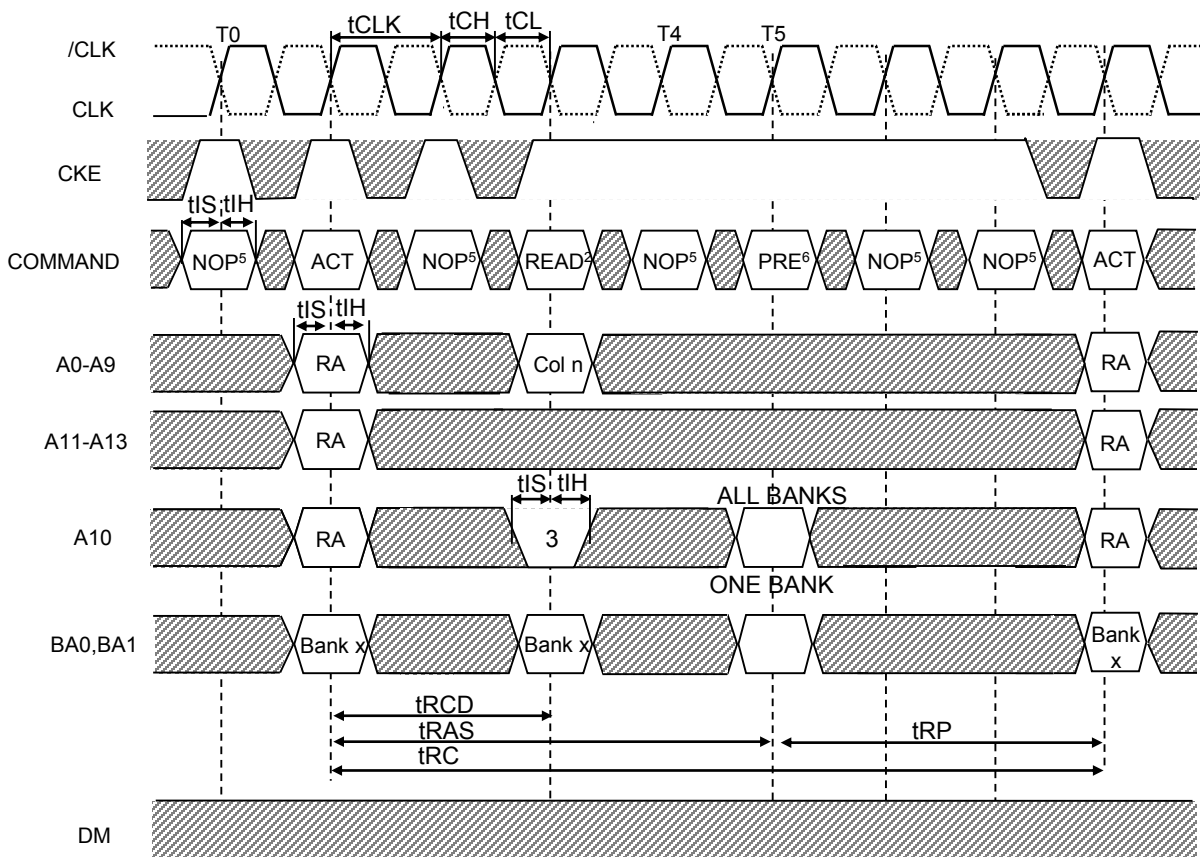 tCLK tCH tCL
/CLK T0 T4 T5
CLK
CKE
tIS tIH
COMMAND NOP5 ACT NOP5 READ2 NOP5 PRE6 NOP5 NOP5 ACT
tIS tIH
A0-A9 RA Col n RA
A11-A13 RA RA
tIS tIH ALL BANKS
A10 RA 3 RA
ONE BANK
BA0,BA1 Bank x Bank x Bank
x
tRCD
tRAS tRP
tRC
DM